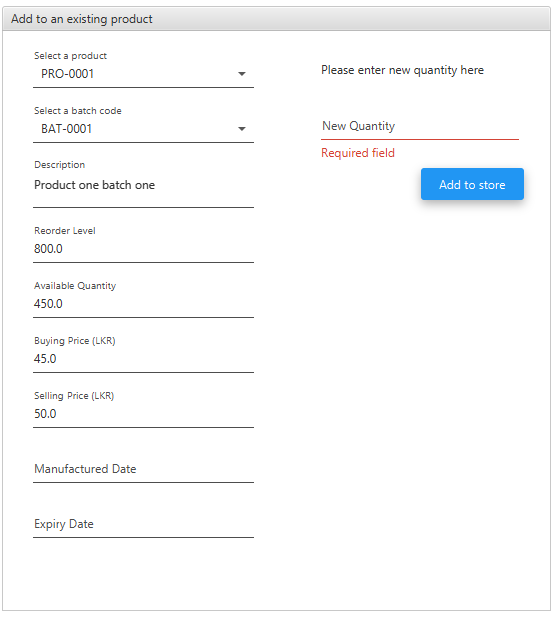 Add to an existing product
Select a product
PRO-0001
Select a batch code
BAT-0001
Description
Product one batch one
Reorder Level
800.0
Available Quantity
450.0
Buying Price (LKR)
45.0
Selling Price (LKR)
50.0
Manufactured Date
Expiry Date
Please enter new quantity here
New Quantity
Required field
Add to store